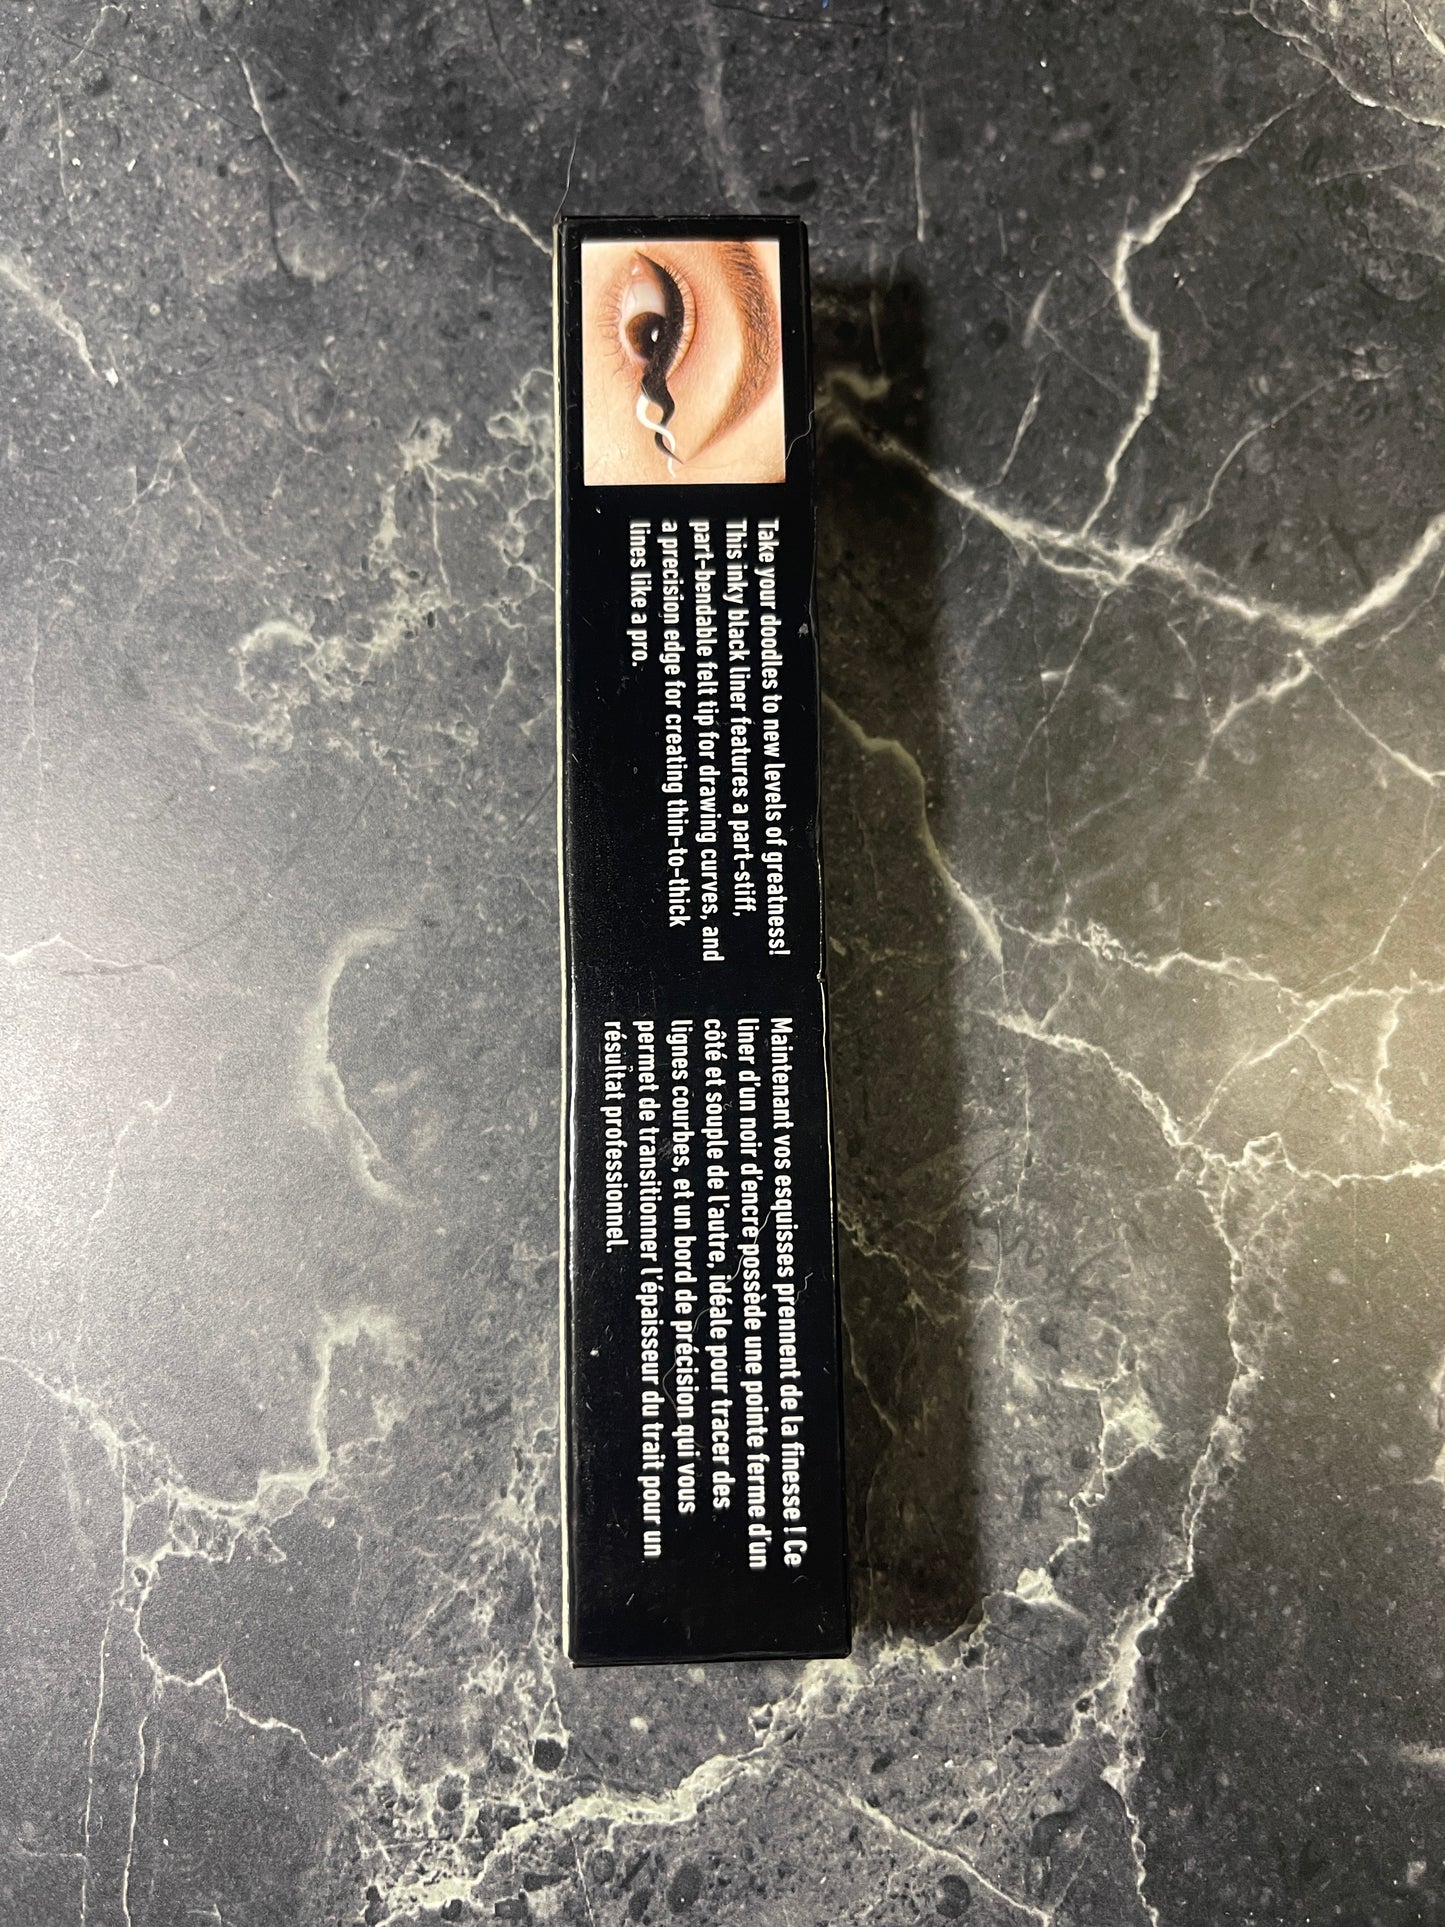 Take your doodles to new levels of greatness!
This inky black liner features a part-stiff,
part-bendable felt tip for drawing curves, and
a precision edge for creating thin-to-thick
lines like a pro.
Maintenant vos esquisses prennent de la finesse ! Ce
liner d'un noir d'encre possède une pointe ferme d'un
côté et souple de l'autre, idéale pour tracer des
lignes courbes, et un bord de précision qui vous
permet de transitionner l'épaisseur du trait pour un
résultat professionnel.